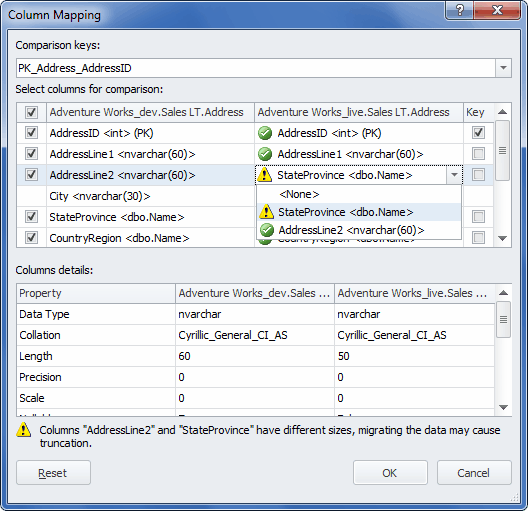 Column Mapping
Comparison keys:
PK_Address_AddressID
Select columns for comparison:
Adventure Works_dev.Sales LT.Address Adventure Works_live.Sales LT.Address Key
AddressID <int> (PK) AddressID <int> (PK)
AddressLine1 <nvarchar(60)> AddressLine1 <nvarchar(60)>
AddressLine2 <nvarchar(60)> StateProvince <dbo.Name>
City <nvarchar(30)> <None>
StateProvince <dbo.Name> StateProvince <dbo.Name>
CountryRegion <dbo.Name> AddressLine2 <nvarchar(60)>
Columns details:
Property Adventure Works_dev.Sales ... Adventure Works_live.Sales ...
Data Type nvarchar nvarchar
Collation Cyrillic_General_CI_AS Cyrillic_General_CI_AS
Length 60 50
Precision 0 0
Scale 0 0
Columns "AddressLine2" and "StateProvince" have different sizes, migrating the data may cause
truncation.
Reset OK Cancel